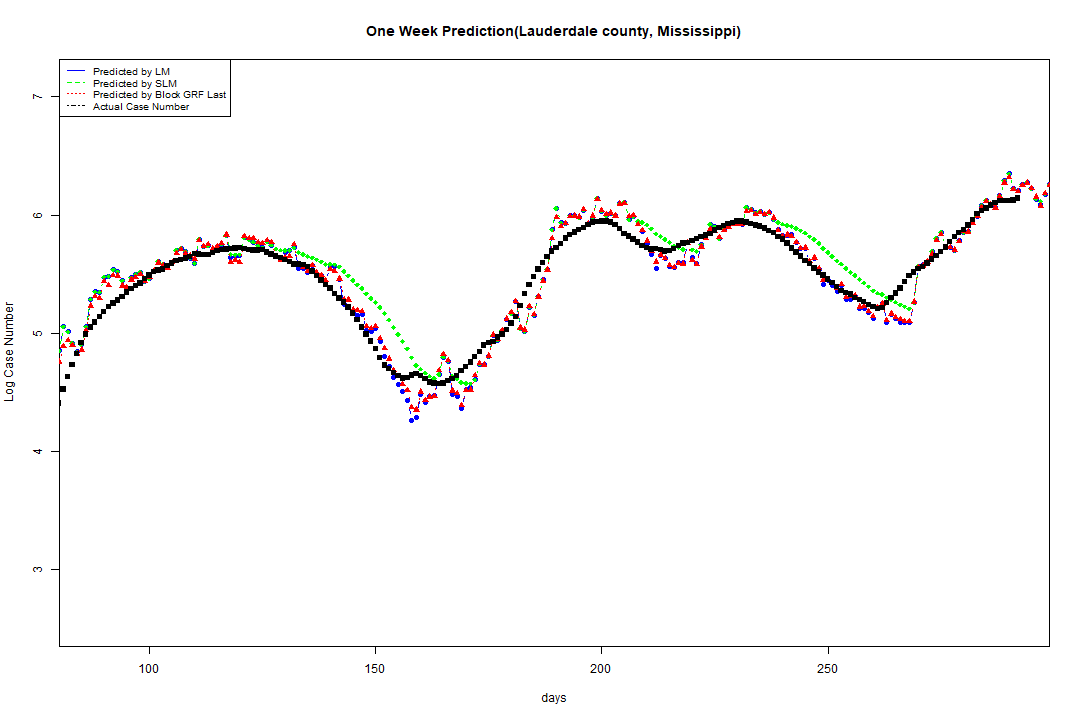 One Week Prediction(Lauderdale county, Mississippi)
Predicted by LM
Predicted by SLM
Predicted by Block GRF Last
Actual Case Number
7
6
5
4
3
Log Case Number
100 150 200 250
days